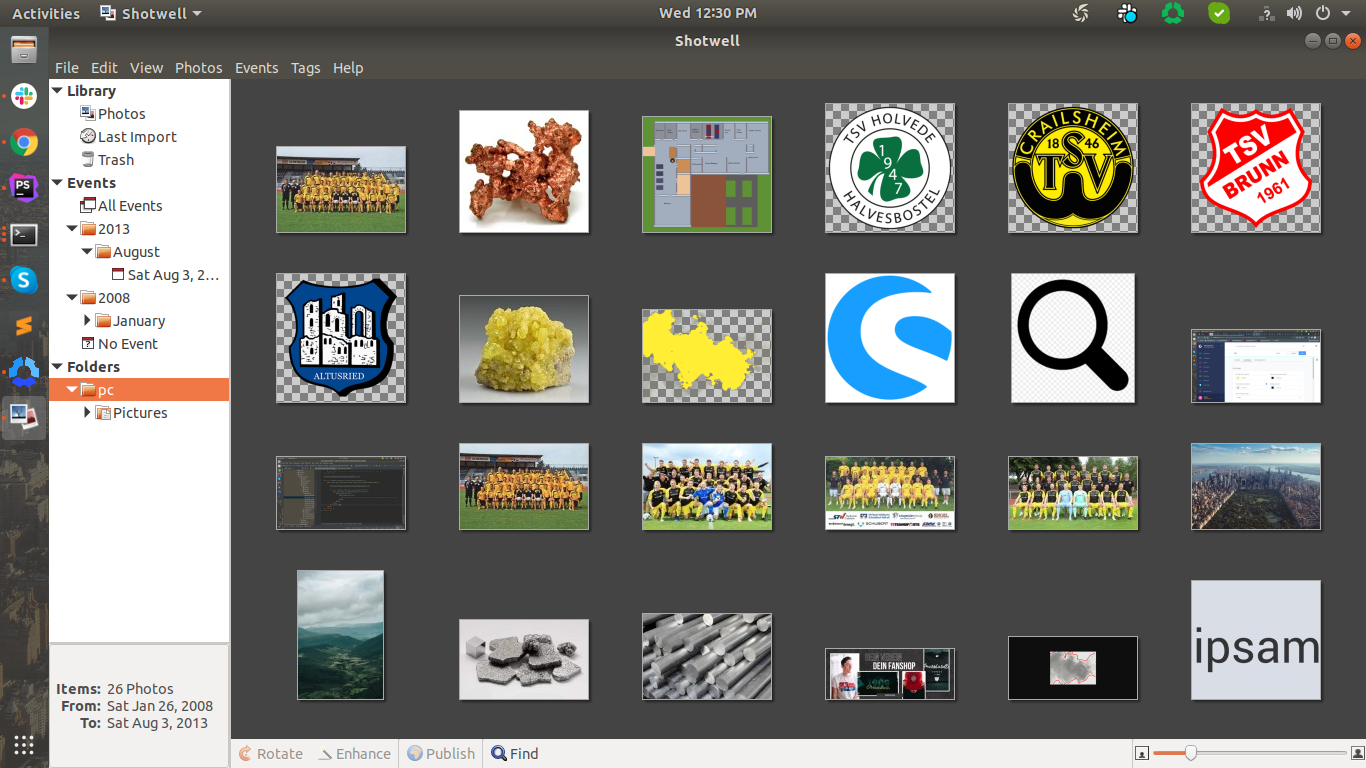 Activities
Shotwell
Wed 12:30 PM
Shotwell
File Edit View Photos Events Tags Help
Library
Photos
Last Import
Trash
Events
All Events
2013
August
Sat Aug 3, 2…
2008
January
No Event
Folders
pc
Pictures
TSV HOLVEDE
1947
HALVESBOSTEL
CRAILSHEIM
18 46
TSV
TSV
BRUNN
1961
ALTUSRIED
DEIN VEREIN
DEIN FANSHOP
ipsam
Items: 26 Photos
From: Sat Jan 26, 2008
To: Sat Aug 3, 2013
Rotate Enhance Publish Find